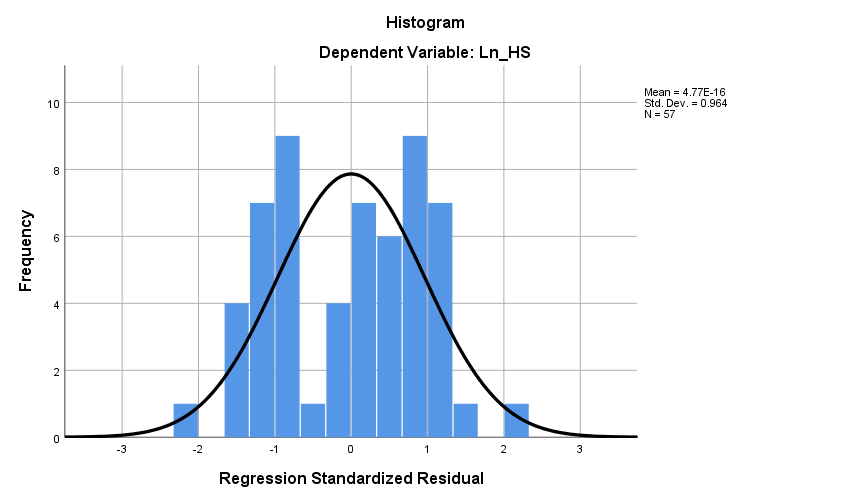 Histogram
Dependent Variable: Ln_HS
Mean = 4.77E-16
Std. Dev. = 0.964
N = 57
Frequency
10
8
6
4
2
0
-3 -2 -1 0 1 2 3
Regression Standardized Residual